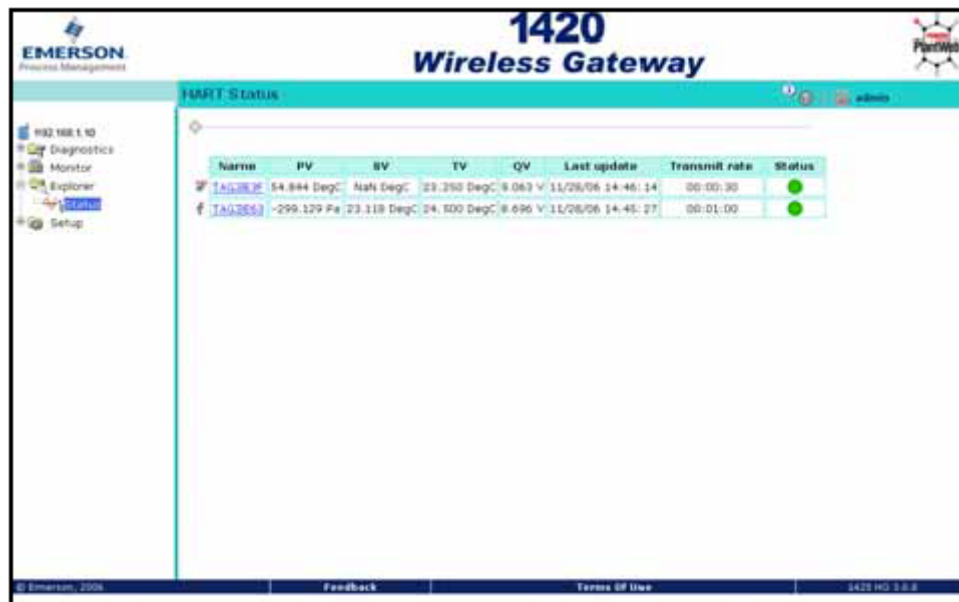 EMERSON
Process Management
1420
Wireless Gateway
PlantWeb
HART Status
admin
192.168.1.10
Diagnostics
Monitor
Explorer
Status
Setup
Name PV SV TV QV Last update Transmit rate Status
54.844 DegC NaN DegC 23.250 DegC 11/28/06 14:46:14 00:00:30
-299.129 Pa 23.118 DegC 24.500 DegC 8.696 V 11/28/06 14:45:27 00:01:00
© Emerson, 2006 Feedback Terms Of Use